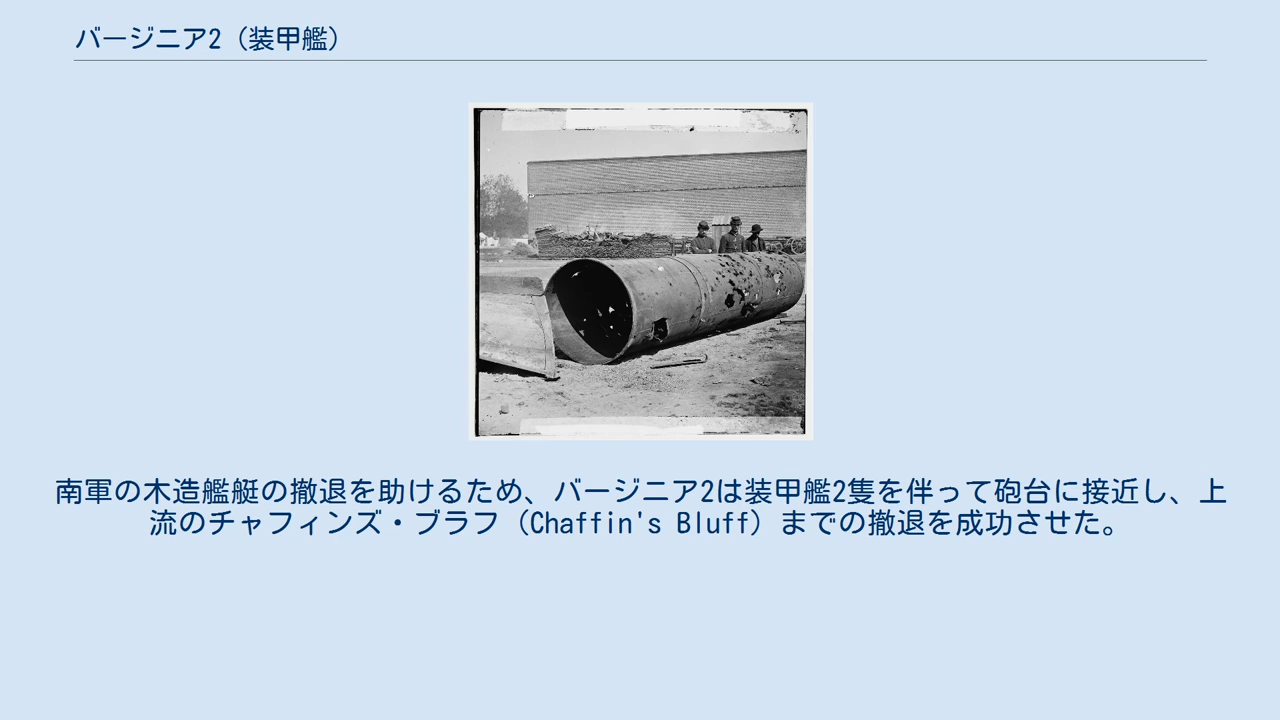 バージニア2（装甲艦）
南軍の木造艦艇の撤退を助けるため、バージニア2は装甲艦2隻を伴って砲台に接近し、上
流のチャフィンズ・ブラフ（Chaffin's Bluff）までの撤退を成功させた。